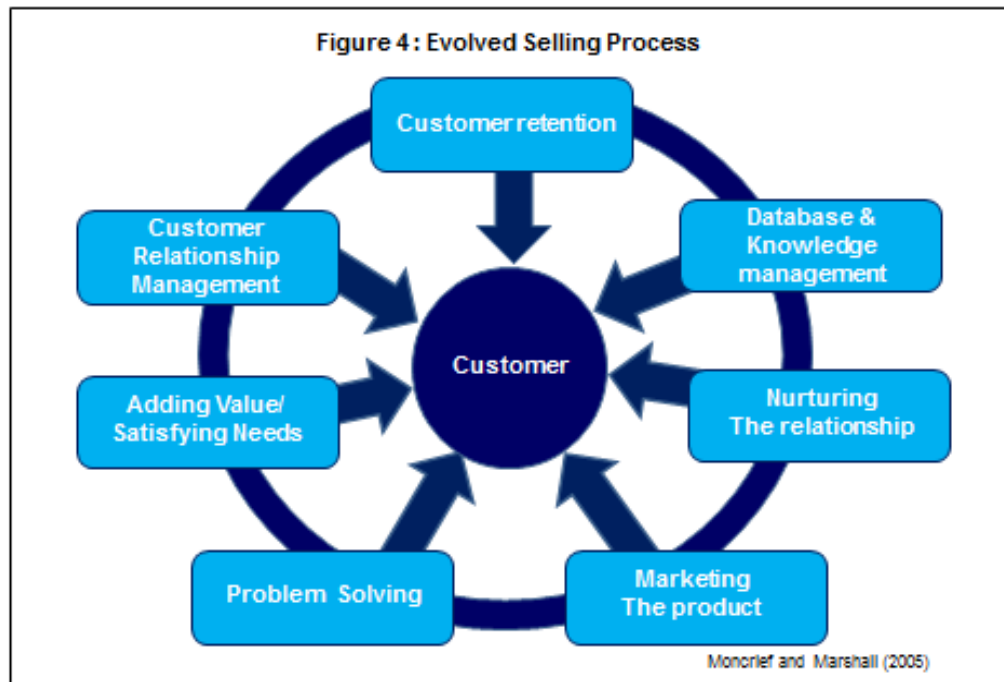 Figure 4 : Evolved Selling Process
Customer retention
Customer
Relationship
Management
Database &
Knowledge
management
Customer
Adding Value/
Satisfying Needs
Nurturing
The relationship
Problem Solving
Marketing
The product
Moncrief and Marshall (2005)